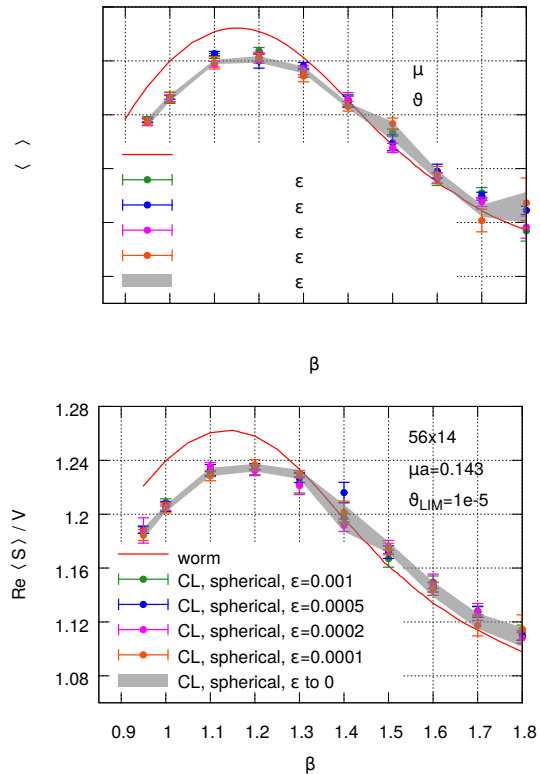 ⟨ ⟩
μ
ϑ
ε
ε
ε
ε
ε
β
Re ⟨ S ⟩ / V
1.28
1.24
1.2
1.16
1.12
1.08
56x14
μa=0.143
ϑLIM=1e-5
worm
CL, spherical, ε=0.001
CL, spherical, ε=0.0005
CL, spherical, ε=0.0002
CL, spherical, ε=0.0001
CL, spherical, ε to 0
0.9 1 1.1 1.2 1.3 1.4 1.5 1.6 1.7 1.8
β